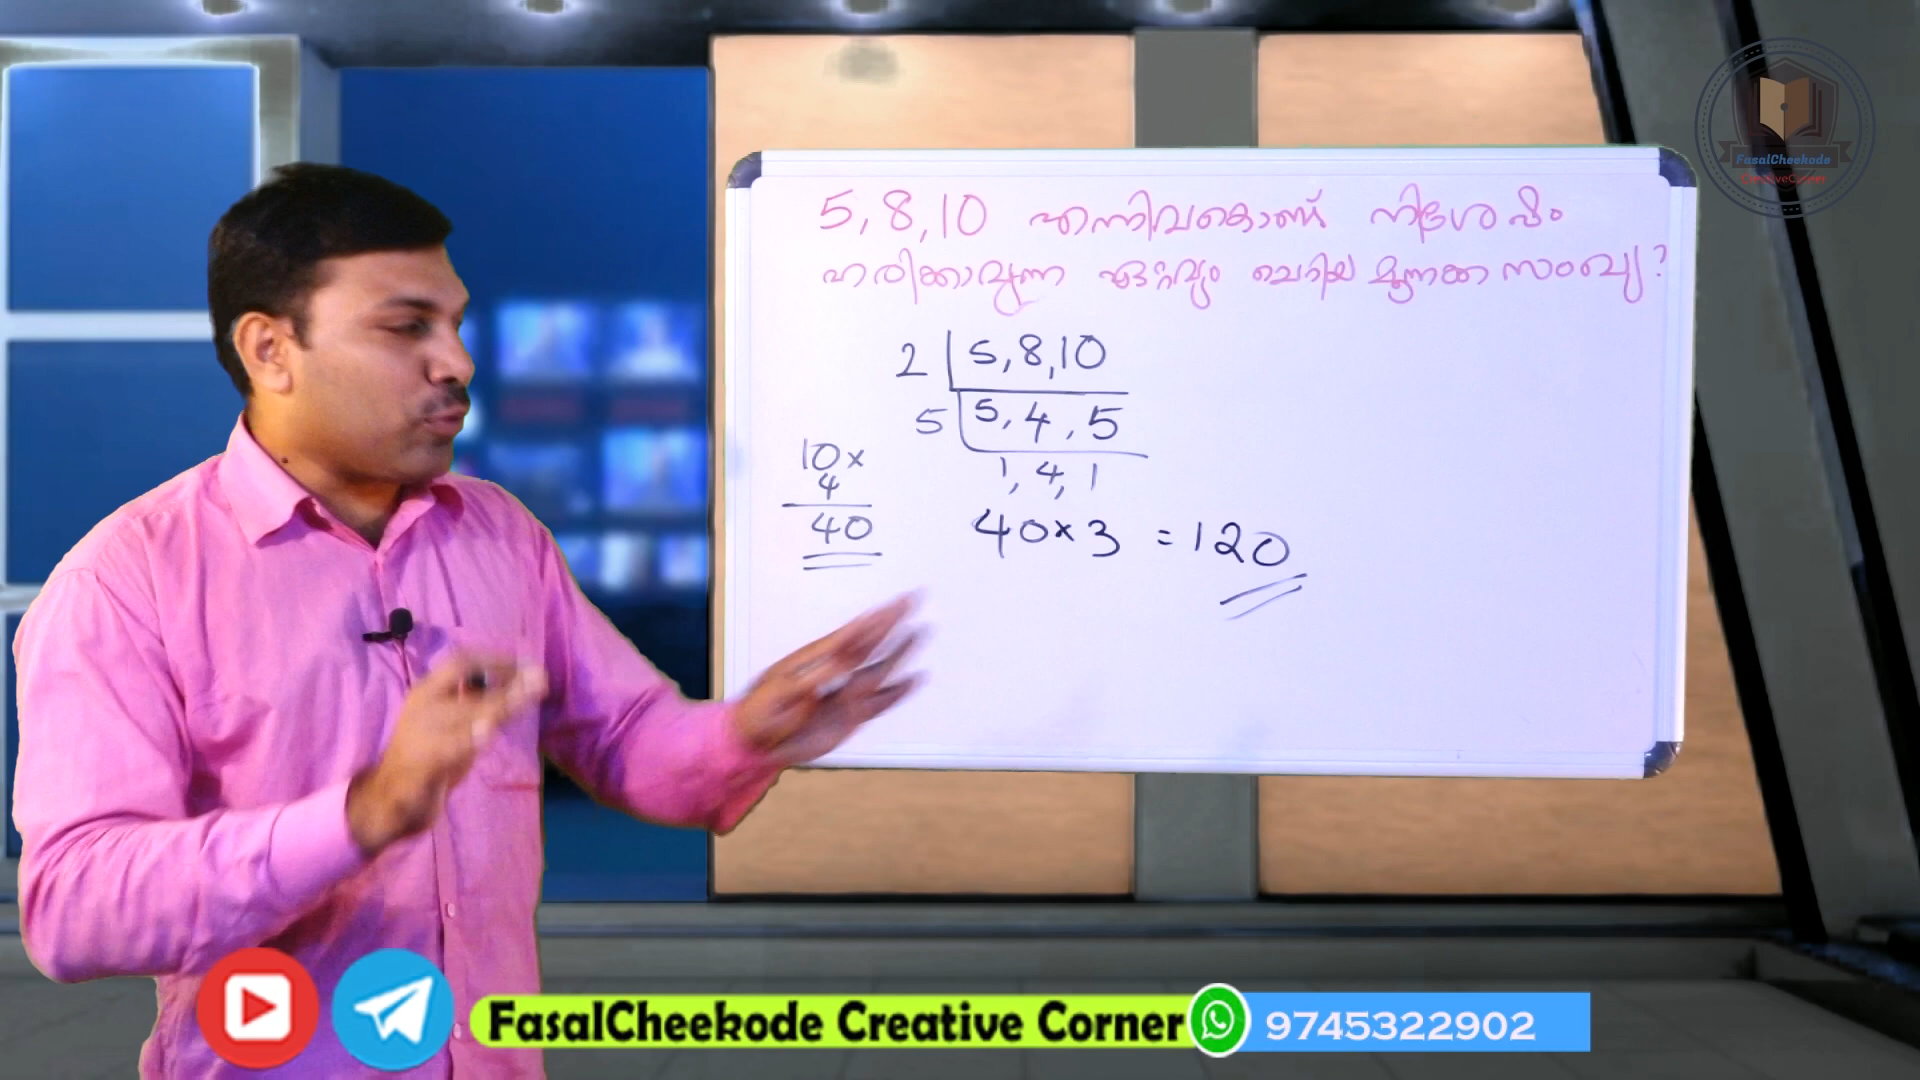 5, 8, 10 എന്നിവകൊണ്ട് നിശേഷം
ഹരിക്കാവുന്ന ഏറ്റവും ചെറിയ മൂന്നക്ക സംഖ്യ?
2 | 5, 8, 10
5 | 5, 4, 5
1, 4, 1
10 ×
4
40
40 × 3 = 120
FasalCheekode
CreativeCorner
FasalCheekode Creative Corner
9745322902